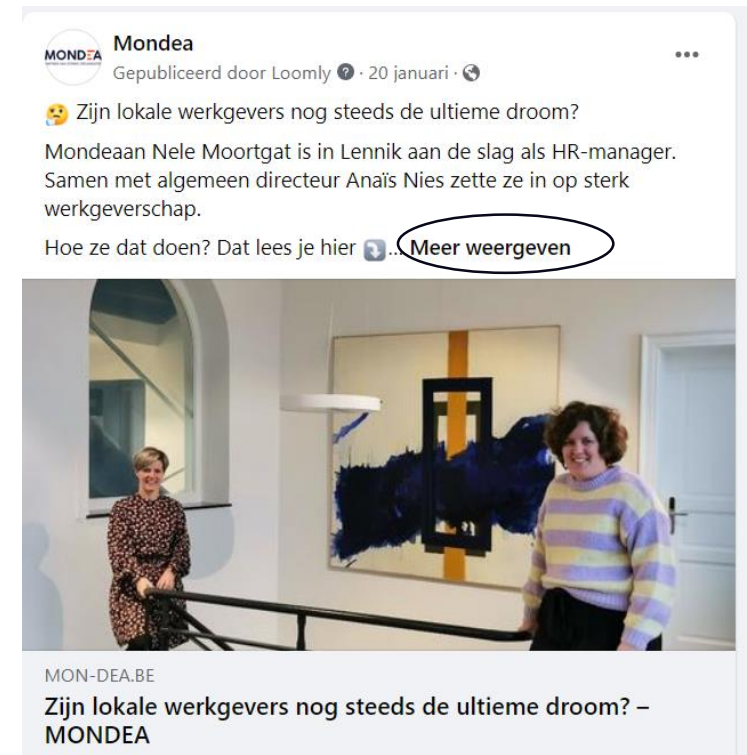 MONDEA
Mondea
Gepubliceerd door Loomly · 20 januari ·
🤔 Zijn lokale werkgevers nog steeds de ultieme droom?
Mondeaan Nele Moortgat is in Lennik aan de slag als HR-manager.
Samen met algemeen directeur Anaïs Nies zette ze in op sterk
werkgeverschap.
Hoe ze dat doen? Dat lees je hier ⤵️... Meer weergeven
MON-DEA.BE
Zijn lokale werkgevers nog steeds de ultieme droom? –
MONDEA